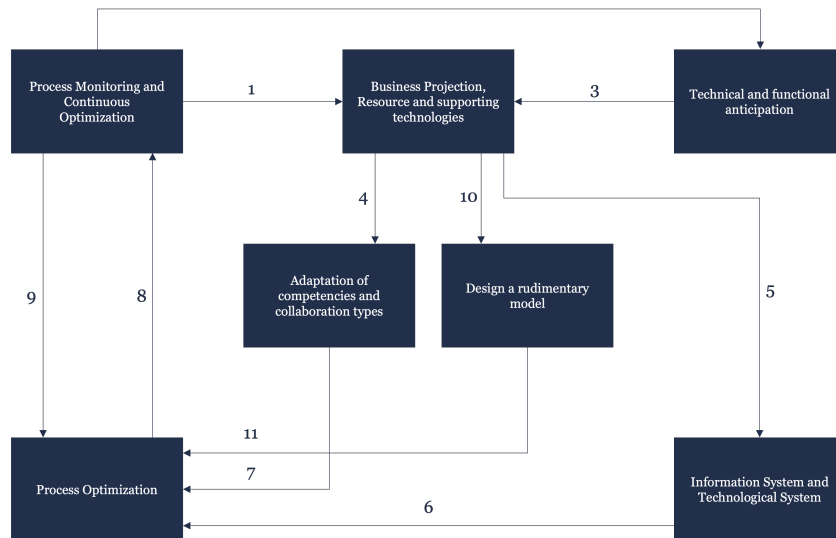 Process Monitoring and
Continuous
Optimization
1
Business Projection,
Resource and supporting
technologies
3
Technical and functional
anticipation
4
10
9
8
Adaptation of
competencies and
collaboration types
Design a rudimentary
model
5
11
7
Process Optimization
6
Information System and
Technological System